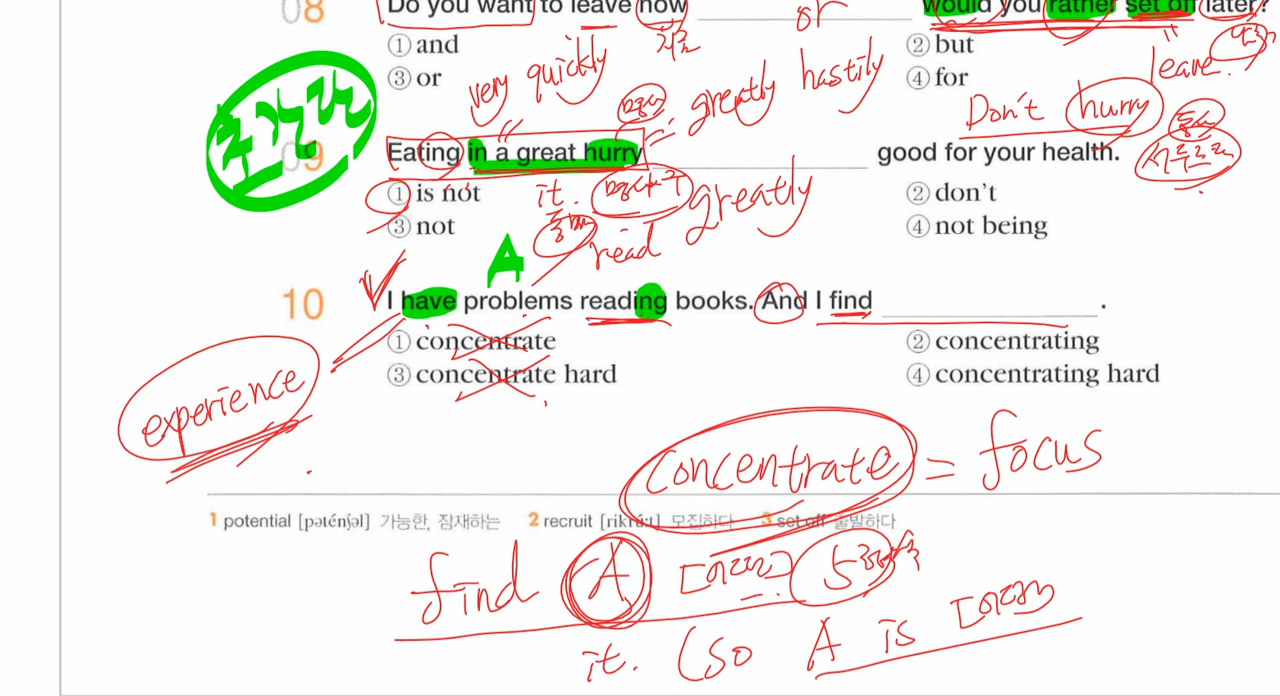 08 Do you want to leave now ________ would you rather set off later?
or
① and ② but
③ or ④ for
very quickly
greatly hastily
leave.
Don't hurry
09 Eating in a great hurry ________ good for your health.
① is not ② don't
it.
greatly
③ not ④ not being
read
A
10 I have problems reading books. And I find ________.
① concentrate ② concentrating
③ concentrate hard ④ concentrating hard
experience
concentrate = focus
1 potential [pəténʃəl] 가능한, 잠재하는 2 recruit [rikrúːt] 모집하다 3 set off 출발하다
find A
it. (so A is